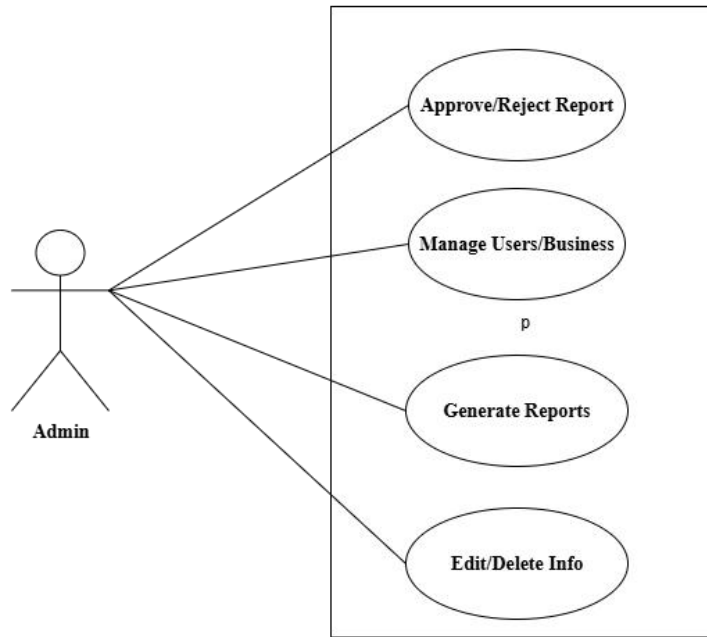 Approve/Reject Report
Manage Users/Business
p
Generate Reports
Admin
Edit/Delete Info